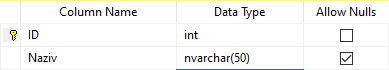 Column Name Data Type Allow Nulls
ID int
Naziv nvarchar(50)